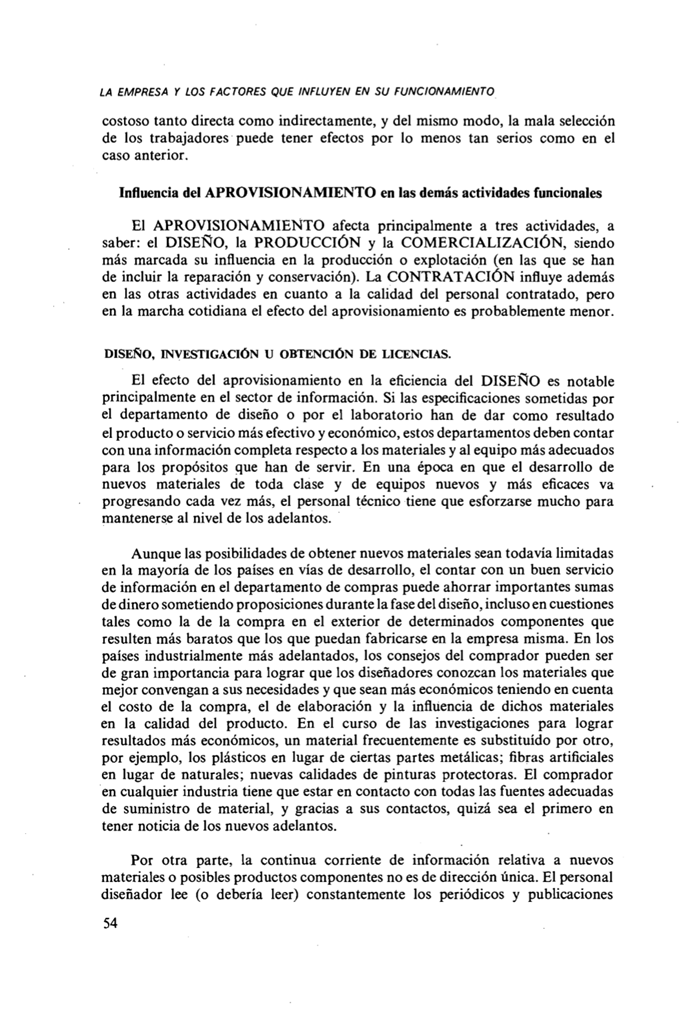 LA EMPRESA Y LOS FACTORES QUE INFLUYEN EN SU FUNCIONAMIENTO
costoso tanto directa como indirectamente, y del mismo modo, la mala selección
de los trabajadores puede tener efectos por lo menos tan serios como en el
caso anterior.
Influencia del APROVISIONAMIENTO en las demás actividades funcionales
El APROVISIONAMIENTO afecta principalmente a tres actividades, a
saber: el DISEÑO, la PRODUCCIÓN y la COMERCIALIZACIÓN, siendo
más marcada su influencia en la producción o explotación (en las que se han
de incluir la reparación y conservación). La CONTRATACIÓN influye además
en las otras actividades en cuanto a la calidad del personal contratado, pero
en la marcha cotidiana el efecto del aprovisionamiento es probablemente menor.
DISEÑO, INVESTIGACIÓN U OBTENCIÓN DE LICENCIAS.
El efecto del aprovisionamiento en la eficiencia del DISEÑO es notable
principalmente en el sector de información. Si las especificaciones sometidas por
el departamento de diseño o por el laboratorio han de dar como resultado
el producto o servicio más efectivo y económico, estos departamentos deben contar
con una información completa respecto a los materiales y al equipo más adecuados
para los propósitos que han de servir. En una época en que el desarrollo de
nuevos materiales de toda clase y de equipos nuevos y más eficaces va
progresando cada vez más, el personal técnico tiene que esforzarse mucho para
mantenerse al nivel de los adelantos.
Aunque las posibilidades de obtener nuevos materiales sean todavía limitadas
en la mayoría de los países en vías de desarrollo, el contar con un buen servicio
de información en el departamento de compras puede ahorrar importantes sumas
de dinero sometiendo proposiciones durante la fase del diseño, incluso en cuestiones
tales como la de la compra en el exterior de determinados componentes que
resulten más baratos que los que puedan fabricarse en la empresa misma. En los
países industrialmente más adelantados, los consejos del comprador pueden ser
de gran importancia para lograr que los diseñadores conozcan los materiales que
mejor convengan a sus necesidades y que sean más económicos teniendo en cuenta
el costo de la compra, el de elaboración y la influencia de dichos materiales
en la calidad del producto. En el curso de las investigaciones para lograr
resultados más económicos, un material frecuentemente es substituído por otro,
por ejemplo, los plásticos en lugar de ciertas partes metálicas; fibras artificiales
en lugar de naturales; nuevas calidades de pinturas protectoras. El comprador
en cualquier industria tiene que estar en contacto con todas las fuentes adecuadas
de suministro de material, y gracias a sus contactos, quizá sea el primero en
tener noticia de los nuevos adelantos.
Por otra parte, la continua corriente de información relativa a nuevos
materiales o posibles productos componentes no es de dirección única. El personal
diseñador lee (o debería leer) constantemente los periódicos y publicaciones
54